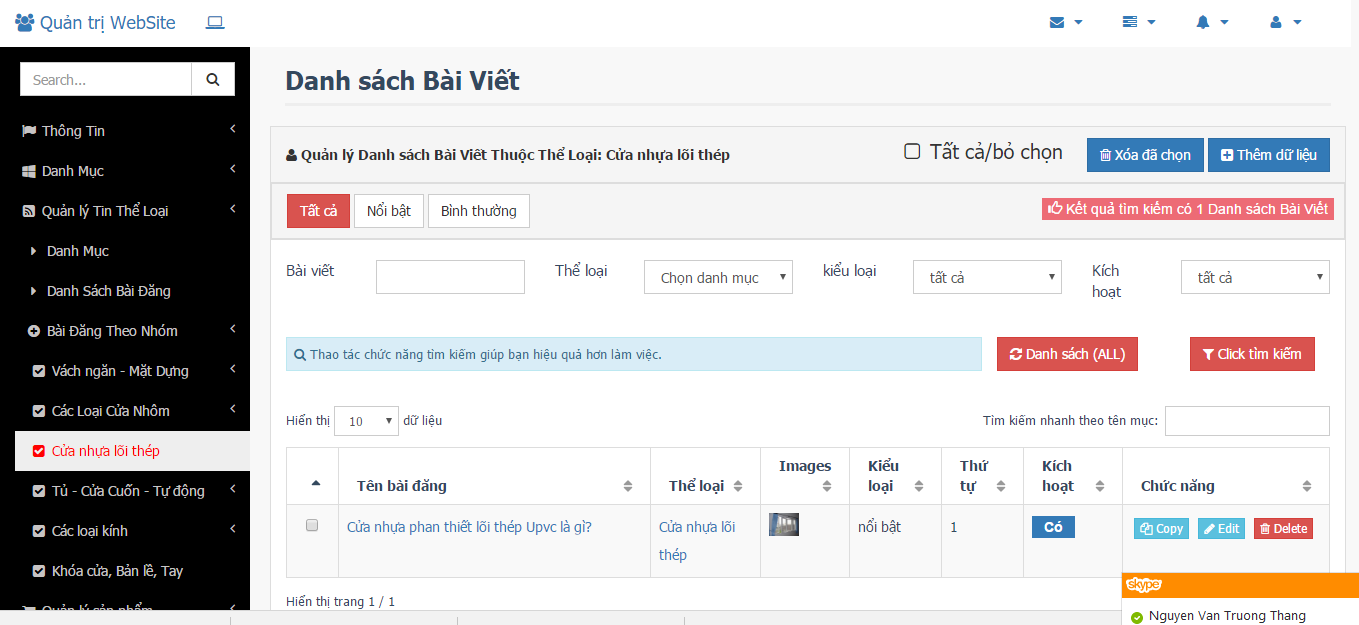 Quản trị WebSite
Search...
Thông Tin
Danh Mục
Quản lý Tin Thể Loại
Danh Mục
Danh Sách Bài Đăng
Bài Đăng Theo Nhóm
Vách ngăn - Mặt Dựng
Các Loại Cửa Nhôm
Cửa nhựa lõi thép
Tủ - Cửa Cuốn - Tự động
Các loại kính
Khóa cửa, Bản lề, Tay
Quản lý sản phẩm
Danh sách Bài Viết
Quản lý Danh sách Bài Viết Thuộc Thể Loại: Cửa nhựa lõi thép
Tất cả/bỏ chọn
Xóa đã chọn
Thêm dữ liệu
Tất cả
Nổi bật
Bình thường
Kết quả tìm kiếm có 1 Danh sách Bài Viết
Bài viết
Thể loại
Chọn danh mục
kiểu loại
tất cả
Kích
hoạt
tất cả
Thao tác chức năng tìm kiếm giúp bạn hiệu quả hơn làm việc.
Danh sách (ALL)
Click tìm kiếm
Hiển thị 10 dữ liệu
Tìm kiếm nhanh theo tên mục:
Tên bài đăng
Thể loại
Images
Kiểu
loại
Thứ
tự
Kích
hoạt
Chức năng
Cửa nhựa phan thiết lõi thép Upvc là gì?
Cửa nhựa lõi
thép
nổi bật
1
Có
Copy
Edit
Delete
Hiển thị trang 1 / 1
skype
Nguyen Van Truong Thang